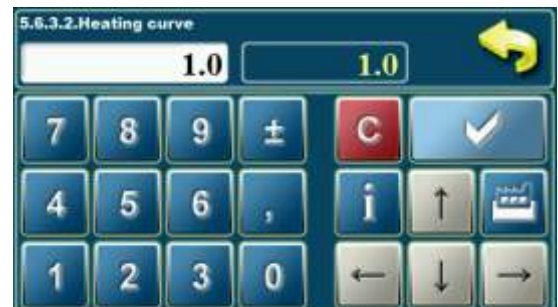 5.6.3.2.Heating curve
1.0 1.0
7 8 9 ± C
4 5 6 , i ↑
1 2 3 0 ← ↓ →